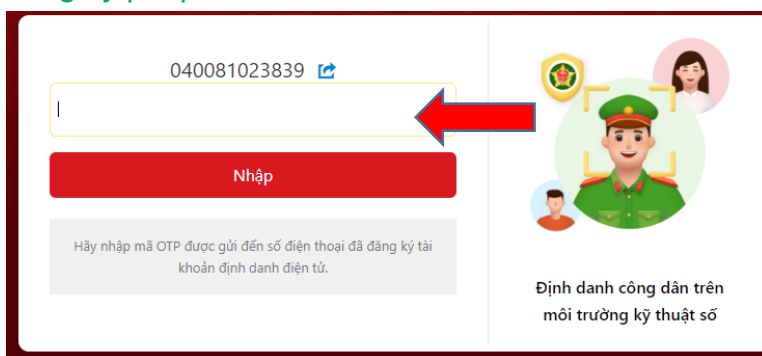 040081023839
Nhập
Hãy nhập mã OTP được gửi đến số điện thoại đã đăng ký tài
khoản định danh điện tử.
Định danh công dân trên
môi trường kỹ thuật số